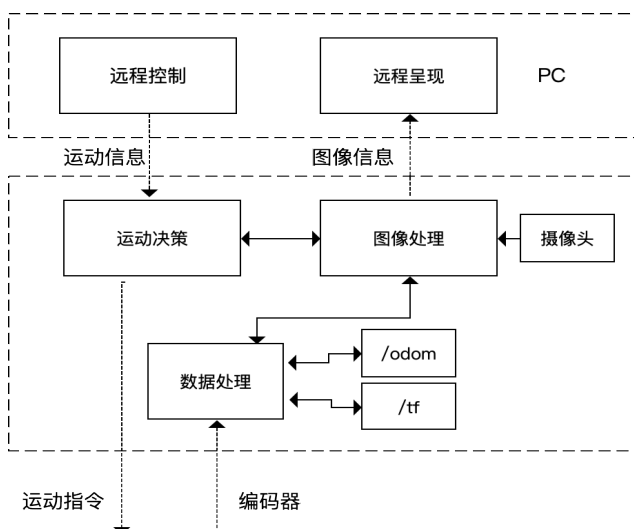 远程控制
远程呈现
PC
运动信息
图像信息
运动决策
图像处理
摄像头
数据处理
/odom
/tf
运动指令
编码器